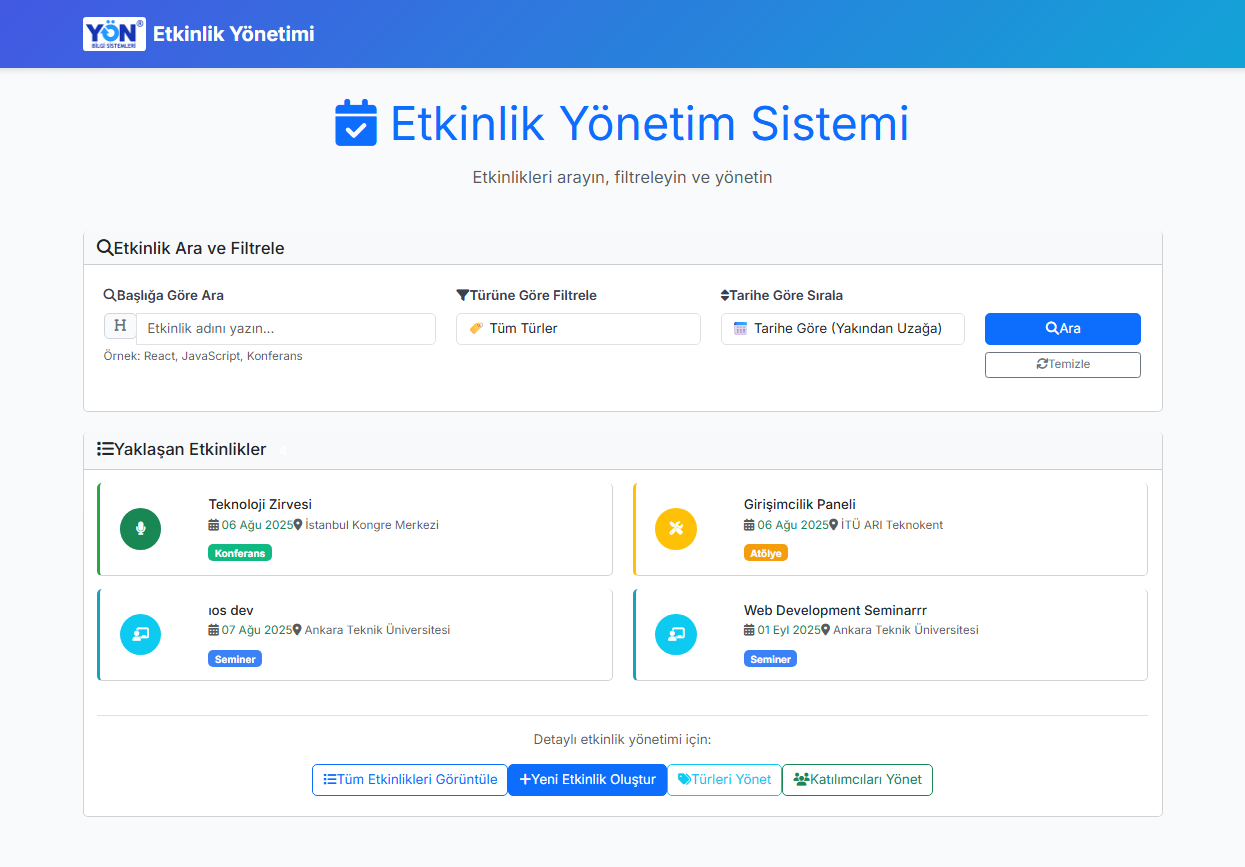 YÖN® BİLGİ SİSTEMLERİ Etkinlik Yönetimi
Etkinlik Yönetim Sistemi
Etkinlikleri arayın, filtreleyin ve yönetin
Etkinlik Ara ve Filtrele
Başlığa Göre Ara
Türüne Göre Filtrele
Tarihe Göre Sırala
H Etkinlik adını yazın...
Tüm Türler
Tarihe Göre (Yakından Uzağa)
Ara
Örnek: React, JavaScript, Konferans
Temizle
Yaklaşan Etkinlikler 4
Teknoloji Zirvesi
06 Ağu 2025 İstanbul Kongre Merkezi
Konferans
Girişimcilik Paneli
06 Ağu 2025 İTÜ ARI Teknokent
Atölye
ıos dev
07 Ağu 2025 Ankara Teknik Üniversitesi
Seminer
Web Development Seminarrr
01 Eyl 2025 Ankara Teknik Üniversitesi
Seminer
Detaylı etkinlik yönetimi için:
Tüm Etkinlikleri Görüntüle
Yeni Etkinlik Oluştur
Türleri Yönet
Katılımcıları Yönet